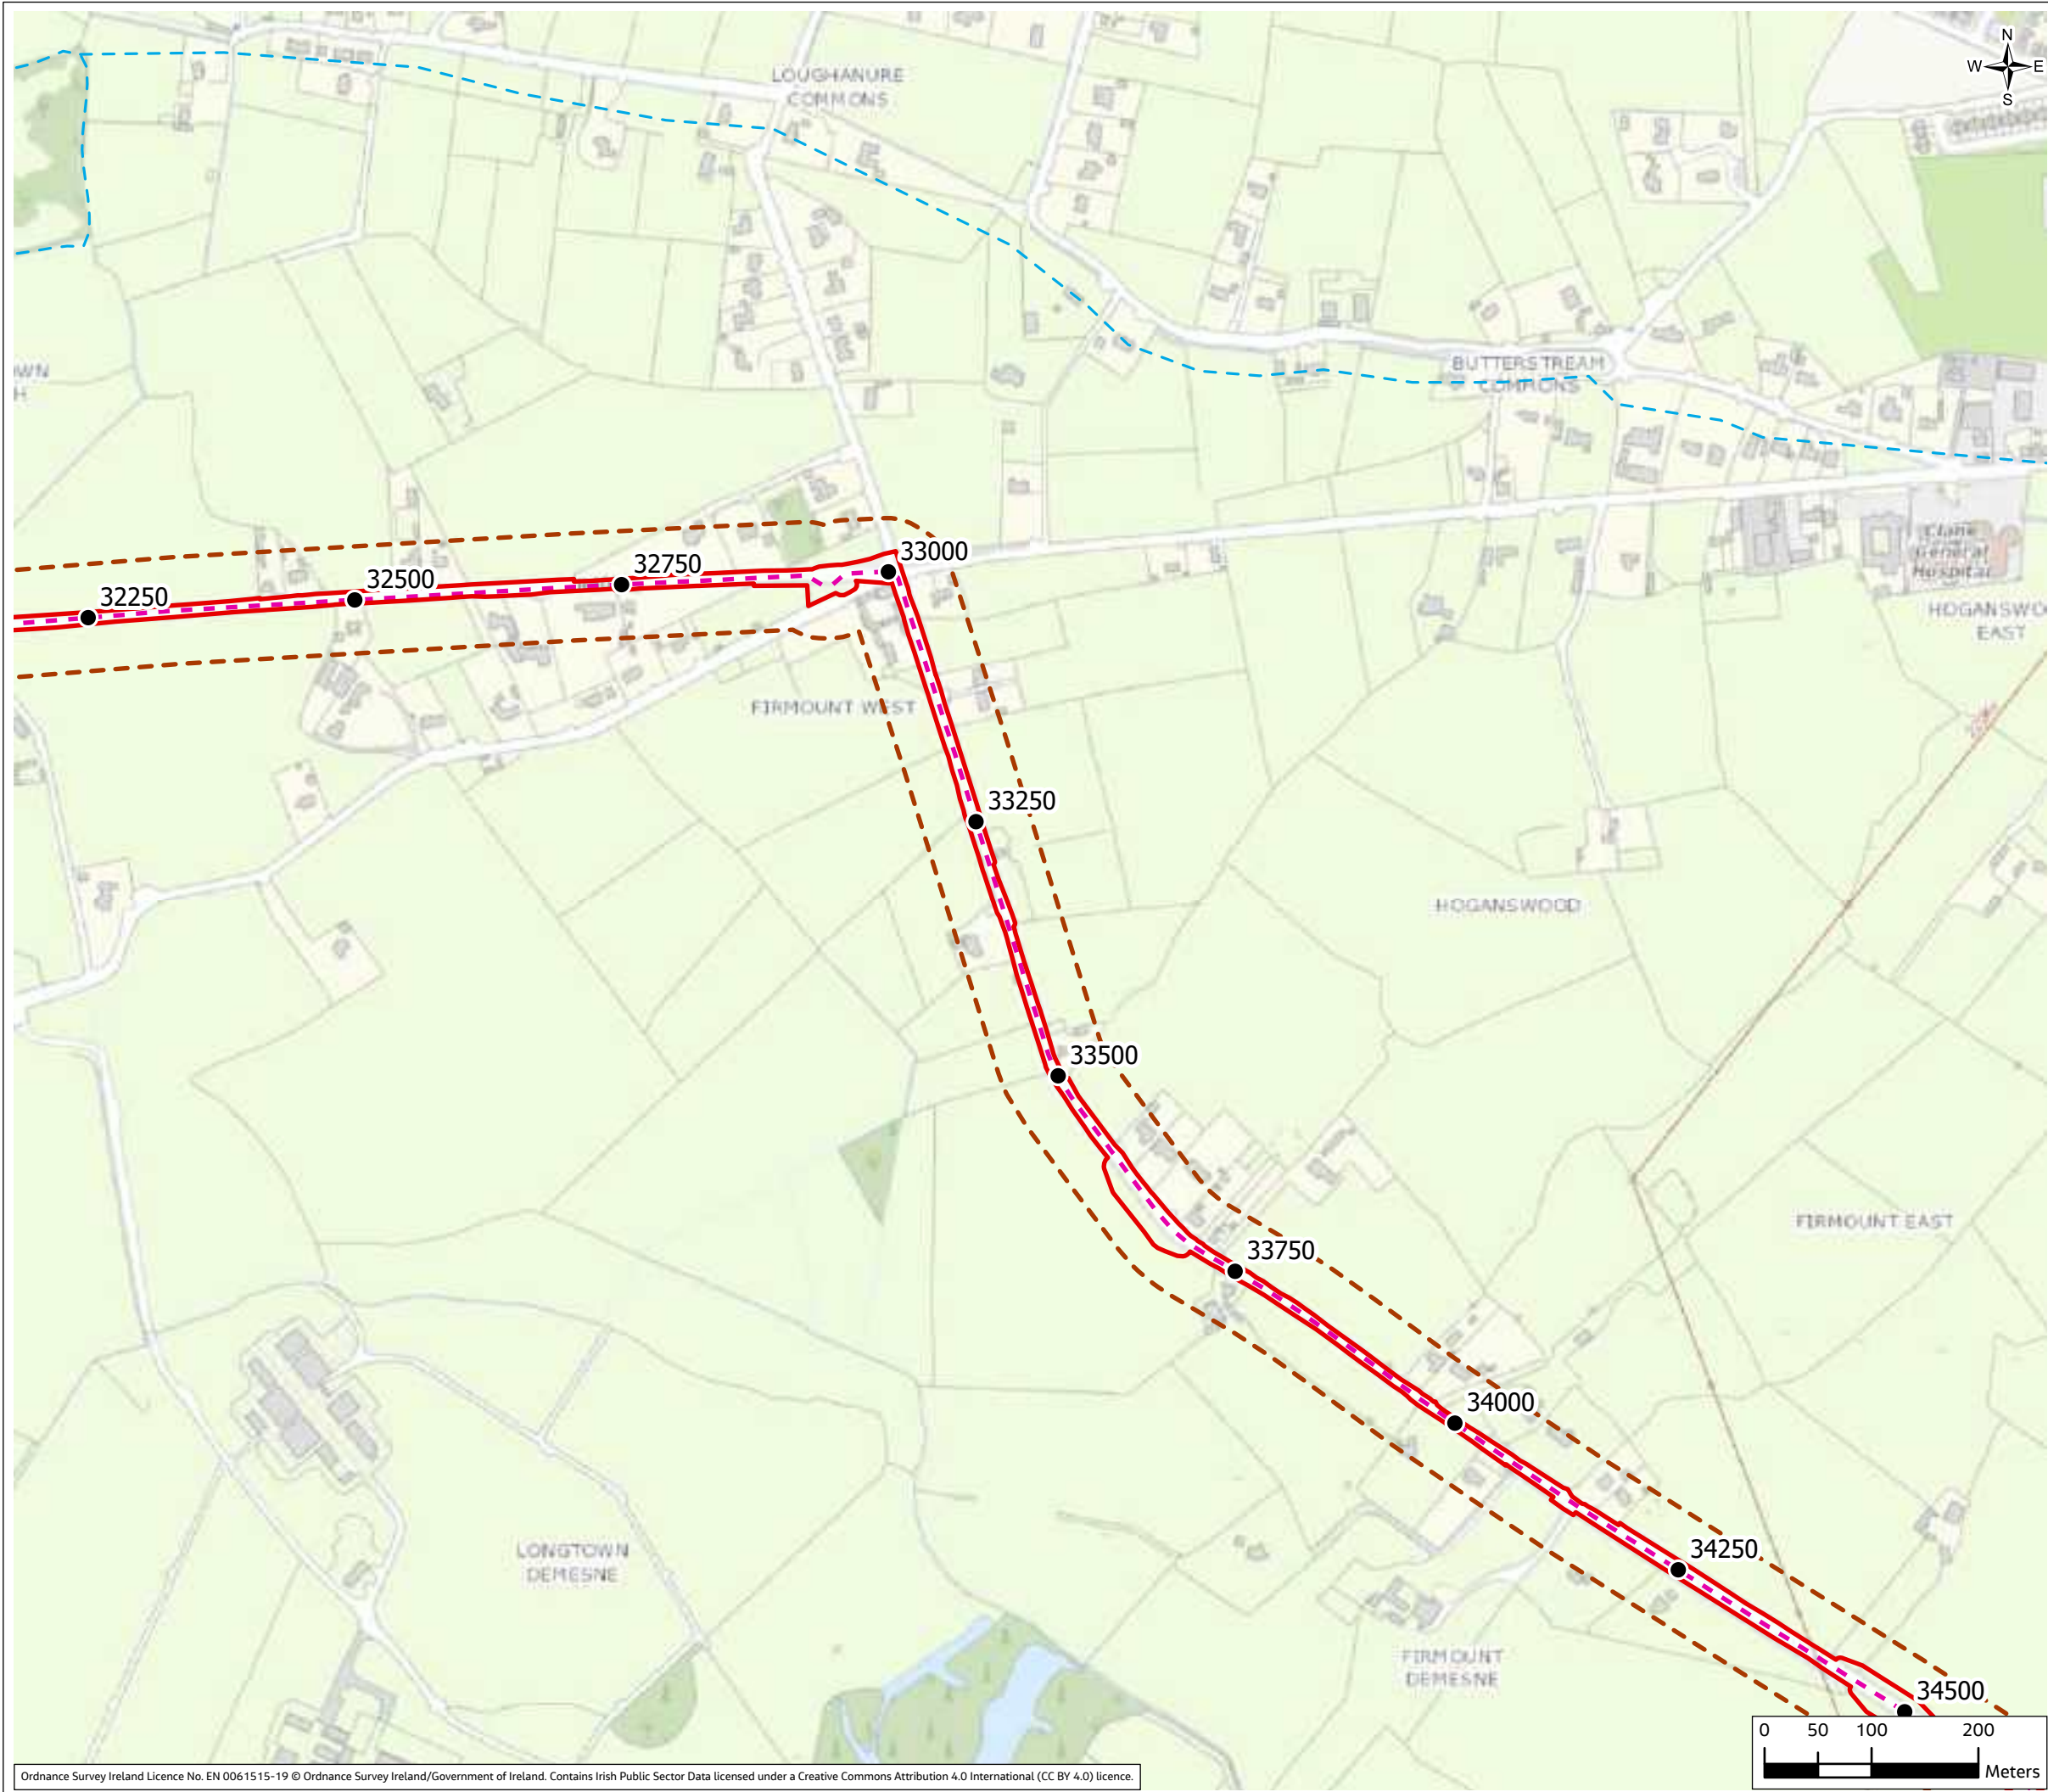 N
W E
S
LOUGHANURE
COMMONS
BUTTERSTREAM
COMMONS
Clane
General
Hospital
EAST
33000
32750
32500
32250
FIRMOUNT WEST
33250
HOGANSWOOD
33500
FIRMOUNT EAST
33750
34000
34250
LONGTOWN
DEMESNE
FIRMOUNT
DEMESNE
34500
0 50 100 200
Meters
Ordnance Survey Ireland Licence No. EN 0061515-19 © Ordnance Survey Ireland/Government of Ireland. Contains Irish Public Sector Data licensed under a Creative Commons Attribution 4.0 International (CC BY 4.0) licence.